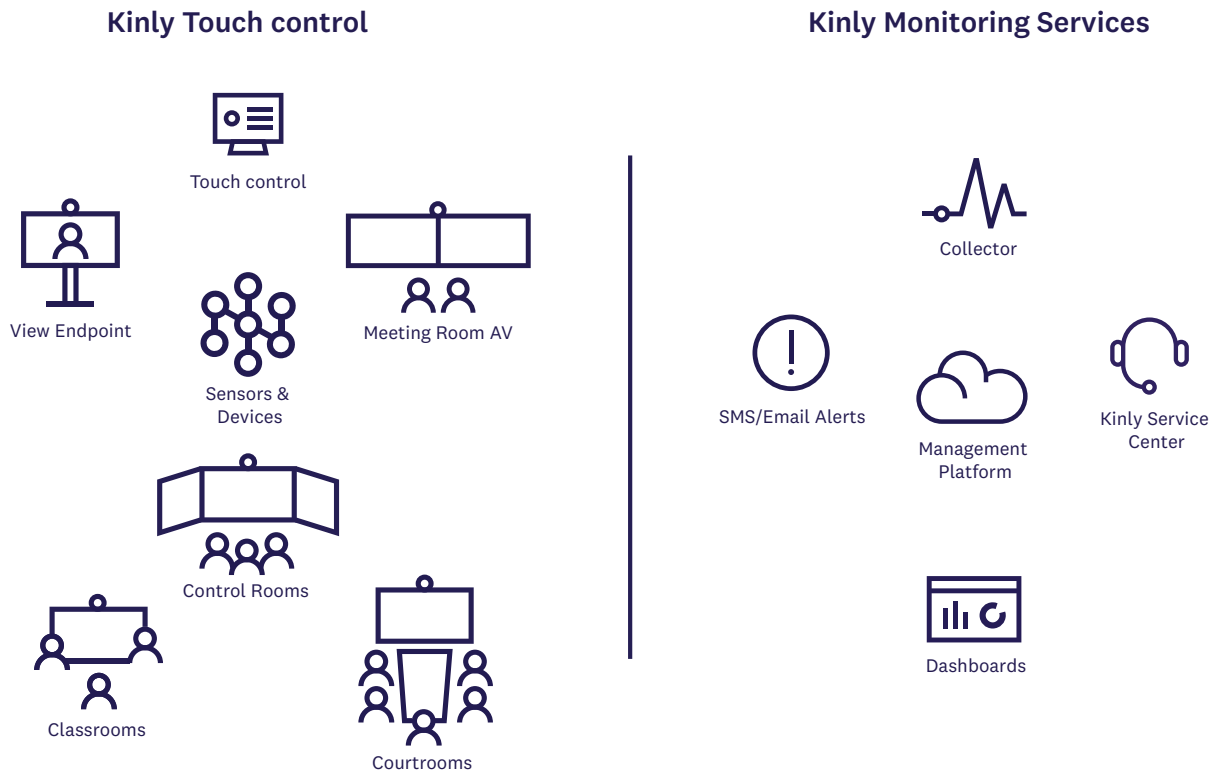 Kinly Touch control
Touch control
View Endpoint
Meeting Room AV
Sensors &
Devices
Control Rooms
Classrooms
Courtrooms
Kinly Monitoring Services
Collector
SMS/Email Alerts
Management
Platform
Kinly Service
Center
Dashboards